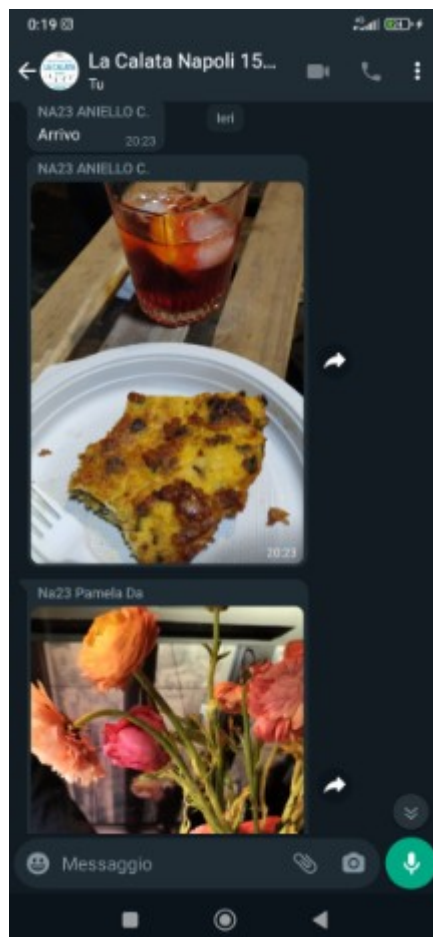 0:19
La Calata Napoli 15...
Tu
NA23 ANIELLO C.
Ieri
Arrivo
20:23
NA23 ANIELLO C.
20:23
Na23 Pamela Da
Messaggio